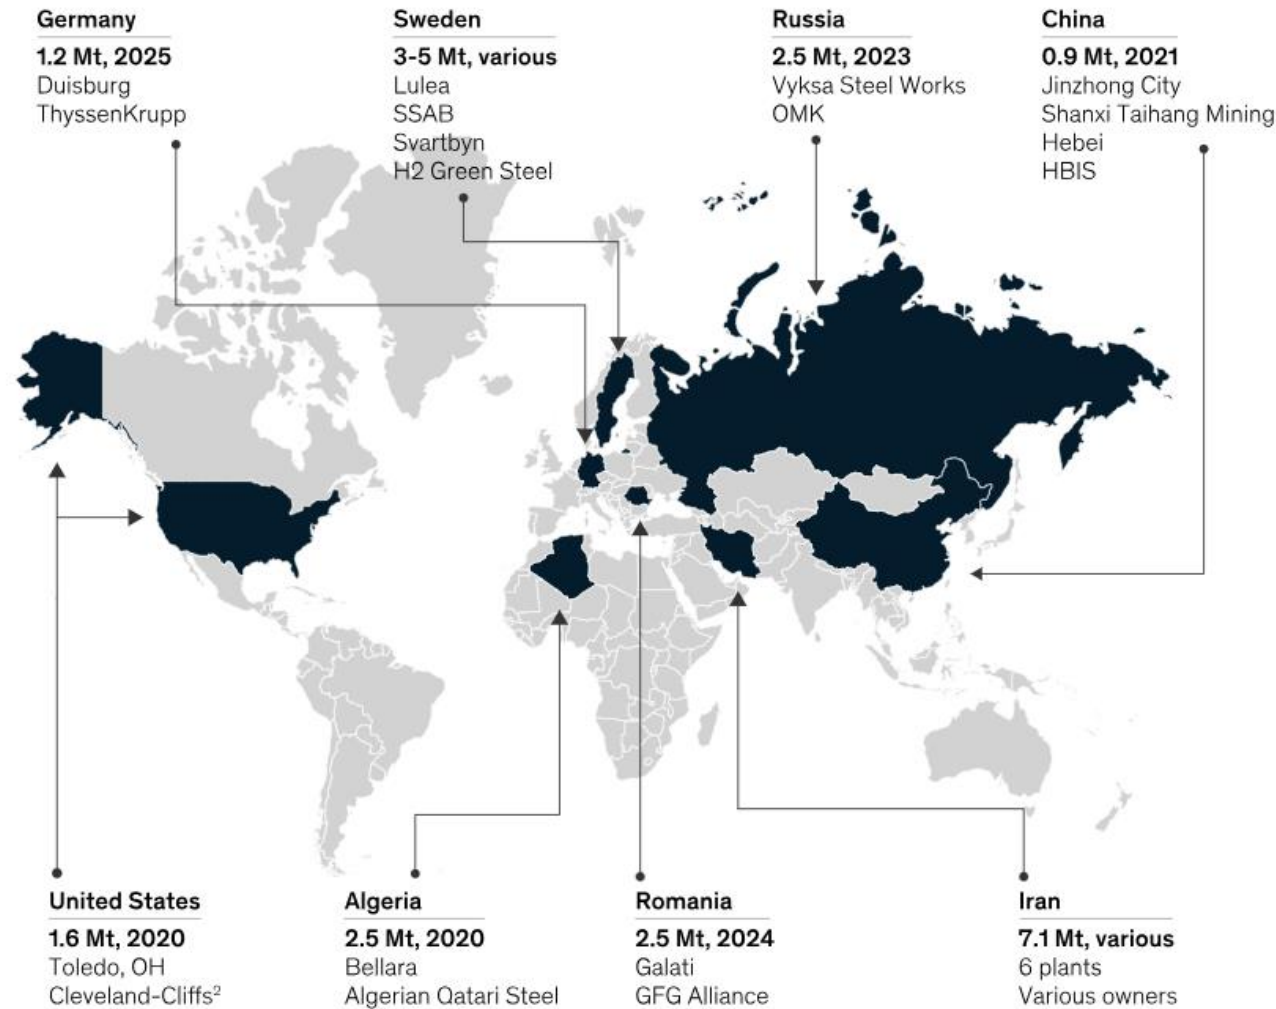 Germany
1.2 Mt, 2025
Duisburg
ThyssenKrupp
Sweden
3-5 Mt, various
Lulea
SSAB
Svartbyn
H2 Green Steel
Russia
2.5 Mt, 2023
Vyksa Steel Works
OMK
China
0.9 Mt, 2021
Jinzhong City
Shanxi Taihang Mining
Hebei
HBIS
United States
1.6 Mt, 2020
Toledo, OH
Cleveland-Cliffs²
Algeria
2.5 Mt, 2020
Bellara
Algerian Qatari Steel
Romania
2.5 Mt, 2024
Galati
GFG Alliance
Iran
7.1 Mt, various
6 plants
Various owners